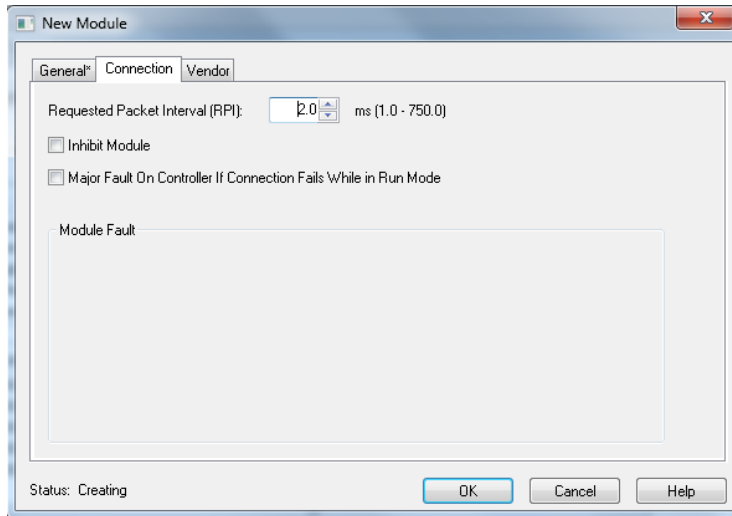 New Module
General* Connection Vendor
Requested Packet Interval (RPI): 2.0 ms (1.0 - 750.0)
Inhibit Module
Major Fault On Controller If Connection Fails While in Run Mode
Module Fault
Status: Creating OK Cancel Help